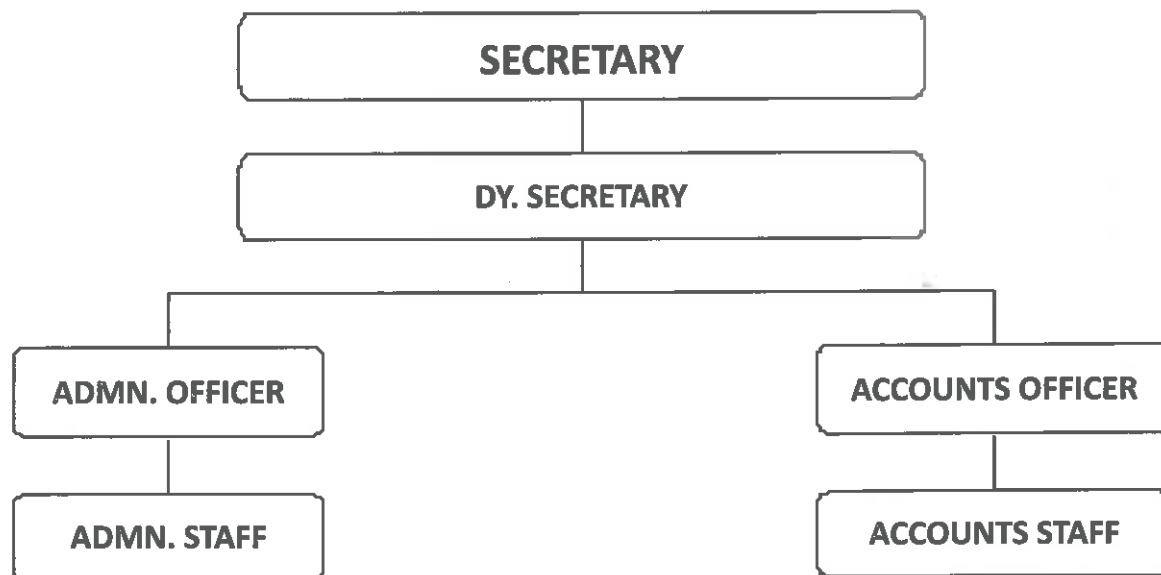 SECRETARY
DY. SECRETARY
ADMN. OFFICER
ACCOUNTS OFFICER
ADMN. STAFF
ACCOUNTS STAFF